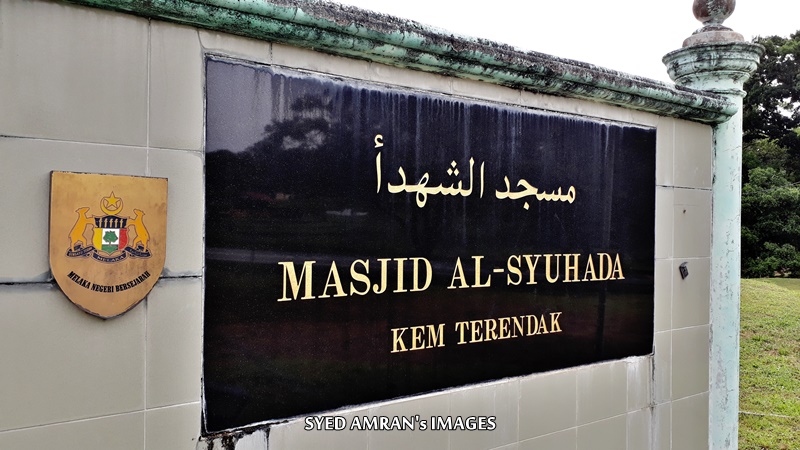 مسجد الشهدأ
MASJID AL-SYUHADA
KEM TERENDAK
MELAKA NEGERI BERSEJARAH
SYED AMRAN's IMAGES